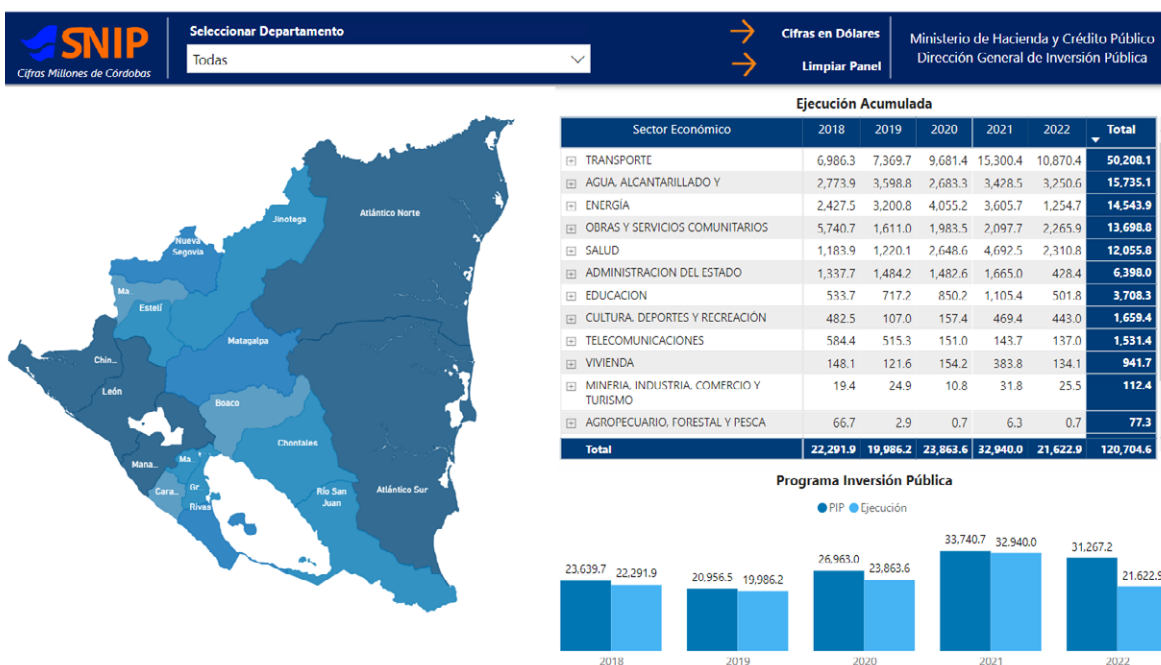 SNIP
Cifras Millones de Córdobas
Seleccionar Departamento
Todas
Cifras en Dólares
Limpiar Panel
Ministerio de Hacienda y Crédito Público
Dirección General de Inversión Pública
Atlántico Norte
Jinotega
Nueva
Segovia
Ma...
Estelí
Matagalpa
Chin...
León
Boaco
Chontales
Mana...
Ma...
Gr...
Cara...
Rivas
Río San
Juan
Atlántico Sur
Ejecución Acumulada
Sector Económico 2018 2019 2020 2021 2022 Total
TRANSPORTE 6,986.3 7,369.7 9,681.4 15,300.4 10,870.4 50,208.1
AGUA, ALCANTARILLADO Y 2,773.9 3,598.8 2,683.3 3,428.5 3,250.6 15,735.1
ENERGÍA 2,427.5 3,200.8 4,055.2 3,605.7 1,254.7 14,543.9
OBRAS Y SERVICIOS COMUNITARIOS 5,740.7 1,611.0 1,983.5 2,097.7 2,265.9 13,698.8
SALUD 1,183.9 1,220.1 2,648.6 4,692.5 2,310.8 12,055.8
ADMINISTRACION DEL ESTADO 1,337.7 1,484.2 1,482.6 1,665.0 428.4 6,398.0
EDUCACION 533.7 717.2 850.2 1,105.4 501.8 3,708.3
CULTURA, DEPORTES Y RECREACIÓN 482.5 107.0 157.4 469.4 443.0 1,659.4
TELECOMUNICACIONES 584.4 515.3 151.0 143.7 137.0 1,531.4
VIVIENDA 148.1 121.6 154.2 383.8 134.1 941.7
MINERIA, INDUSTRIA, COMERCIO Y 19.4 24.9 10.8 31.8 25.5 112.4
TURISMO
AGROPECUARIO, FORESTAL Y PESCA 66.7 2.9 0.7 6.3 0.7 77.3
Total 22,291.9 19,986.2 23,863.6 32,940.0 21,622.9 120,704.6
Programa Inversión Pública
PIP Ejecución
23,639.7 22,291.9 20,956.5 19,986.2 26,963.0 23,863.6 33,740.7 32,940.0 31,267.2 21,622.9
2018 2019 2020 2021 2022